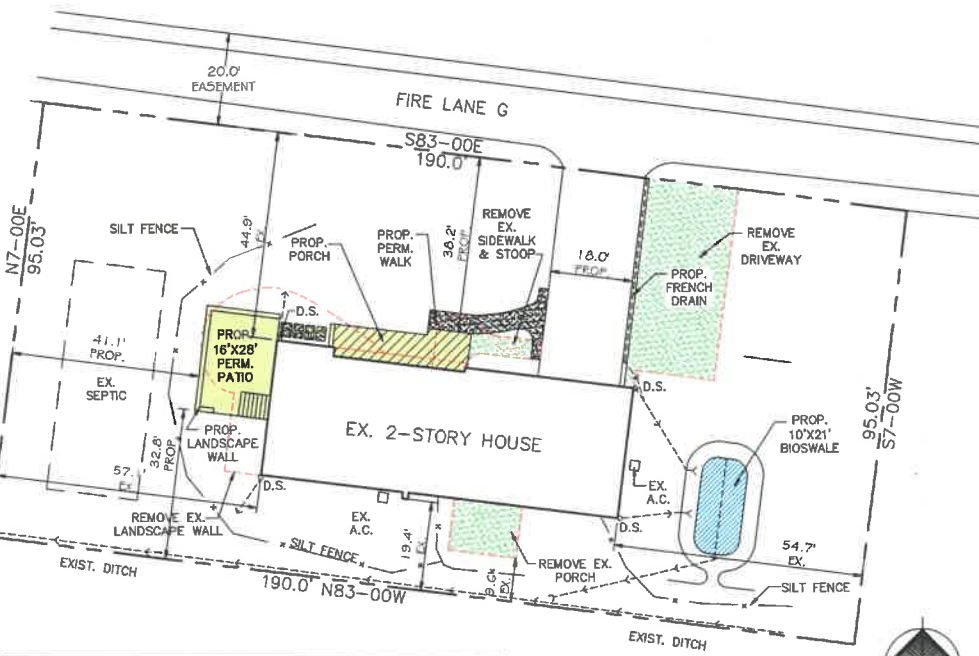 20.0'
EASEMENT
FIRE LANE G
S83-00E
190.0'
N7-00E
95.03'
SILT FENCE
44.9'
EX.
PROP.
PORCH
PROP.
PERM.
WALK
38.2'
PROP
REMOVE
EX.
SIDEWALK
& STOOP
18.0'
PROP
PROP.
FRENCH
DRAIN
REMOVE
EX.
DRIVEWAY
D.S.
41.1'
PROP.
EX.
SEPTIC
PROP.
16'X28'
PERM.
PATIO
D.S.
95.03'
S7-00W
PROP.
10'X21'
BIOSWALE
EX. 2-STORY HOUSE
PROP.
LANDSCAPE
WALL
32.8'
PROP
57.
EX.
D.S.
REMOVE EX.
LANDSCAPE WALL
EX.
A.C.
EX.
A.C.
D.S.
SILT FENCE
19.4'
EX.
REMOVE EX.
PORCH
EX.
54.7'
EX.
SILT FENCE
EXIST. DITCH
190.0' N83-00W
EXIST. DITCH